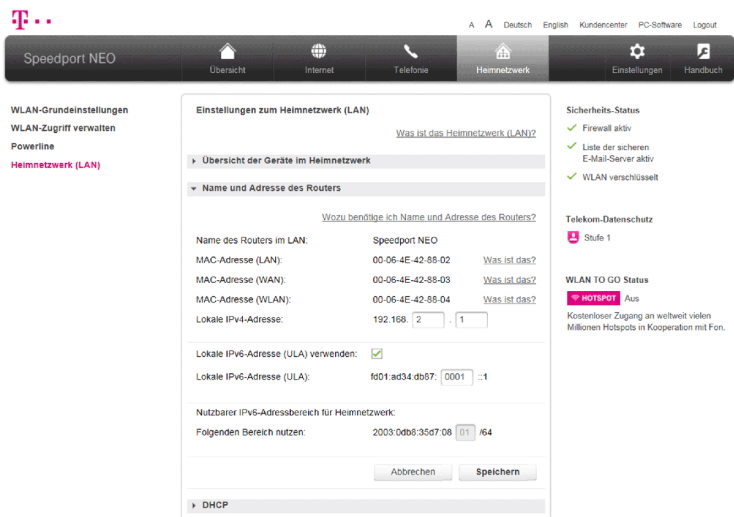 T
A A Deutsch English Kundencenter PC-Software Logout
Speedport NEO
Übersicht Internet Telefonie Heimnetzwerk Einstellungen Handbuch
WLAN-Grundeinstellungen
WLAN-Zugriff verwalten
Powerline
Heimnetzwerk (LAN)
Einstellungen zum Heimnetzwerk (LAN)
Was ist das Heimnetzwerk (LAN)?
Übersicht der Geräte im Heimnetzwerk
Name und Adresse des Routers
Wozu benötige ich Name und Adresse des Routers?
Name des Routers im LAN: Speedport NEO
MAC-Adresse (LAN): 00-06-4E-42-88-02 Was ist das?
MAC-Adresse (WAN): 00-06-4E-42-88-03 Was ist das?
MAC-Adresse (WLAN): 00-06-4E-42-88-04 Was ist das?
Lokale IPv4-Adresse: 192.168. 2 . 1
Lokale IPv6-Adresse (ULA) verwenden:
Lokale IPv6-Adresse (ULA): fd01:ad34:db87: 0001 ::1
Nutzbarer IPv6-Adressbereich für Heimnetzwerk:
Folgenden Bereich nutzen: 2003:0db8:35d7:08 01 /64
Abbrechen Speichern
DHCP
Sicherheits-Status
Firewall aktiv
Liste der sicheren
E-Mail-Server aktiv
WLAN verschlüsselt
Telekom-Datenschutz
Stufe 1
WLAN TO GO Status
HOTSPOT Aus
Kostenloser Zugang an weltweit vielen
Millionen Hotspots in Kooperation mit Fon.